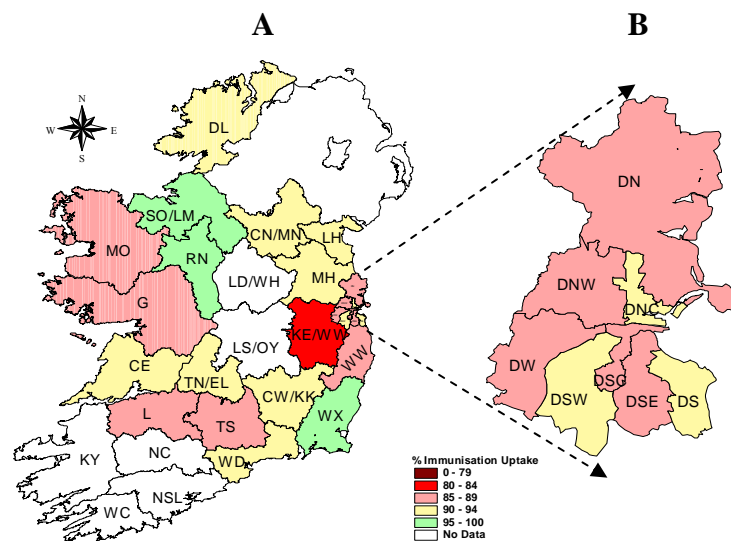 A
B
N
W
E
S
DL
SO/LM
CN/MN
LH
MO
RN
LD/WH
MH
G
KE/WW
LS/OY
WW
CE
TN/EL
CW/KK
L
TS
WX
KY
NC
WD
NSL
WC
DN
DNW
DNC
DW
DSC
DSW
DSE
DS
% Immunisation Uptake
0 - 79
80 - 84
85 - 89
90 - 94
95 - 100
No Data